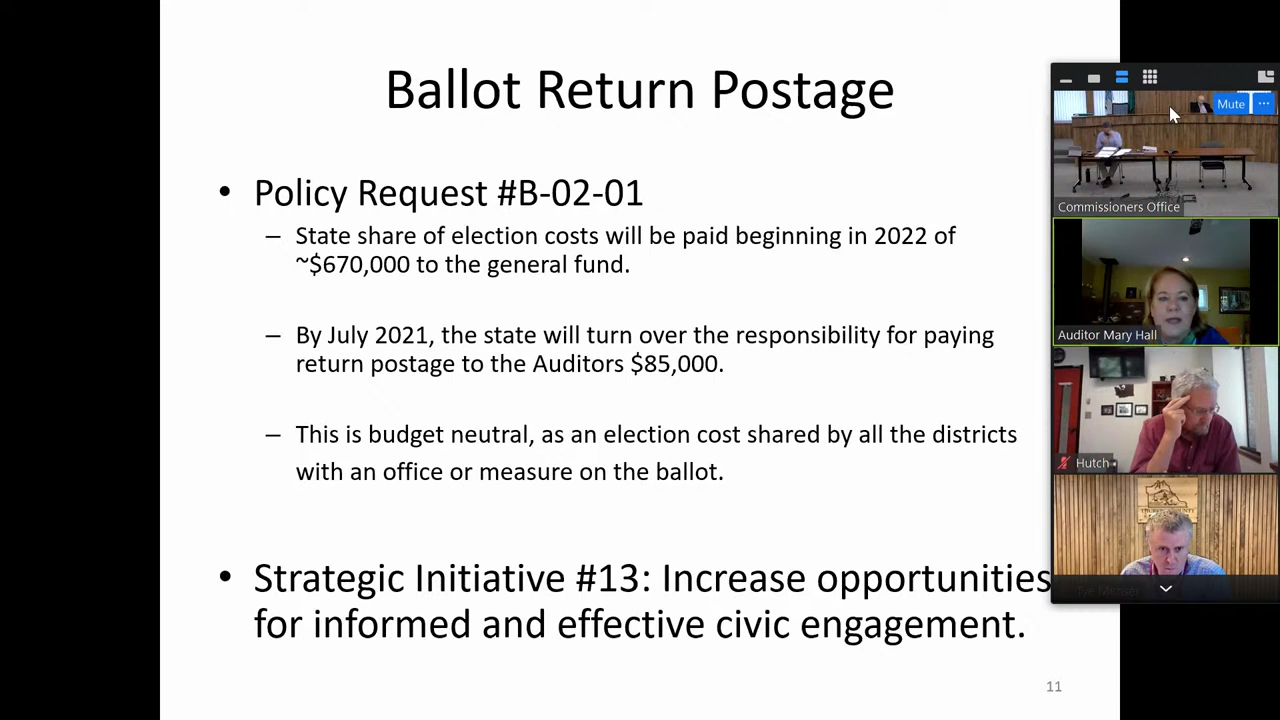 Ballot Return Postage
• Policy Request #B-02-01
– State share of election costs will be paid beginning in 2022 of
~$670,000 to the general fund.
– By July 2021, the state will turn over the responsibility for paying
return postage to the Auditors $85,000.
– This is budget neutral, as an election cost shared by all the districts
with an office or measure on the ballot.
• Strategic Initiative #13: Increase opportunities
for informed and effective civic engagement.
11
Mute
Commissioners Office
Auditor Mary Hall
Hutch